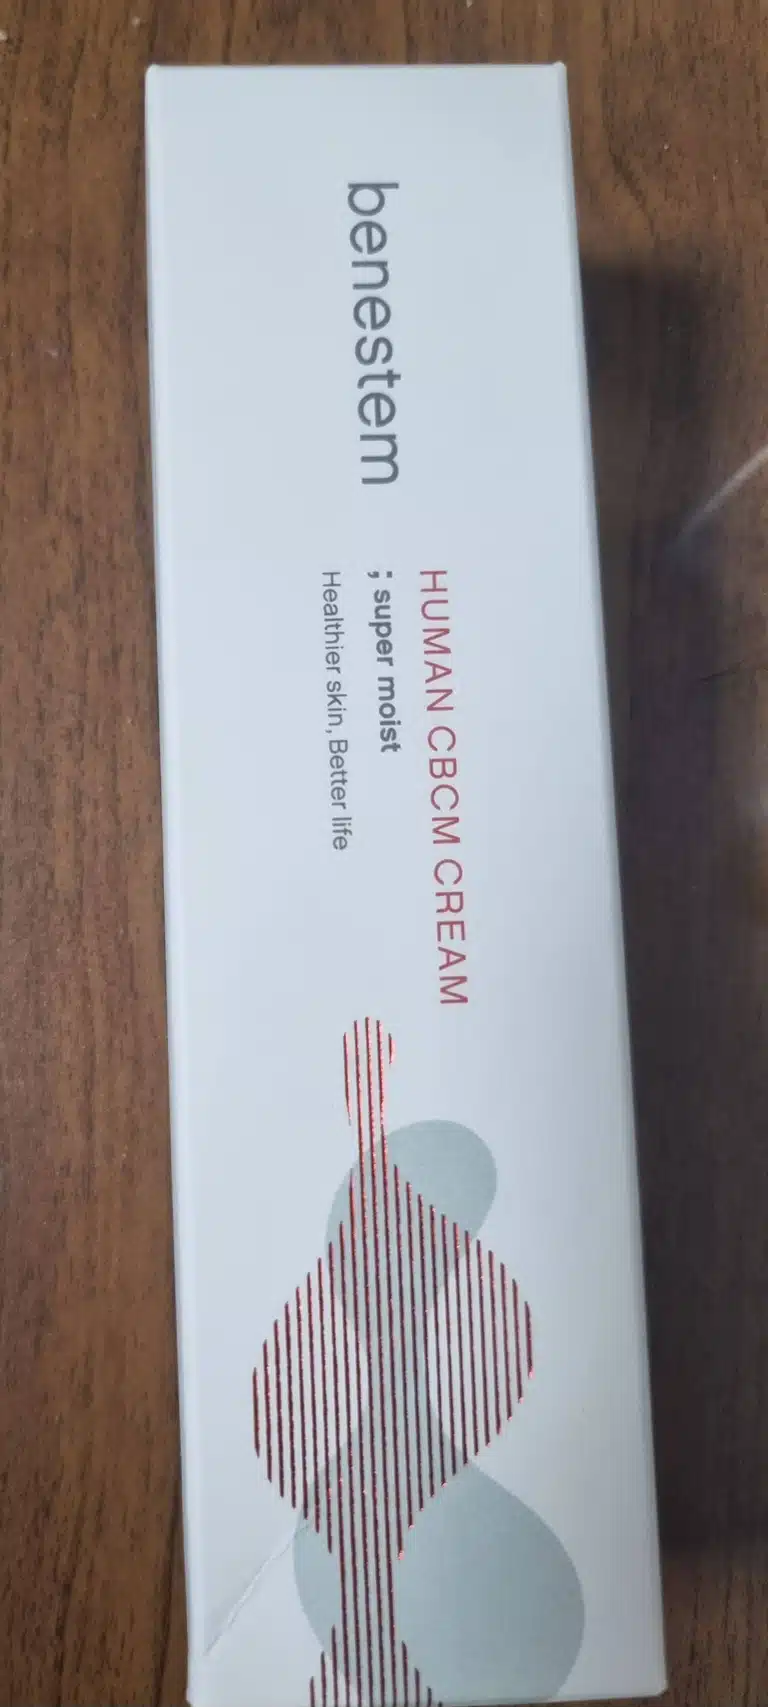 benestem
HUMAN CBCM CREAM
; super moist
Healthier skin, Better life